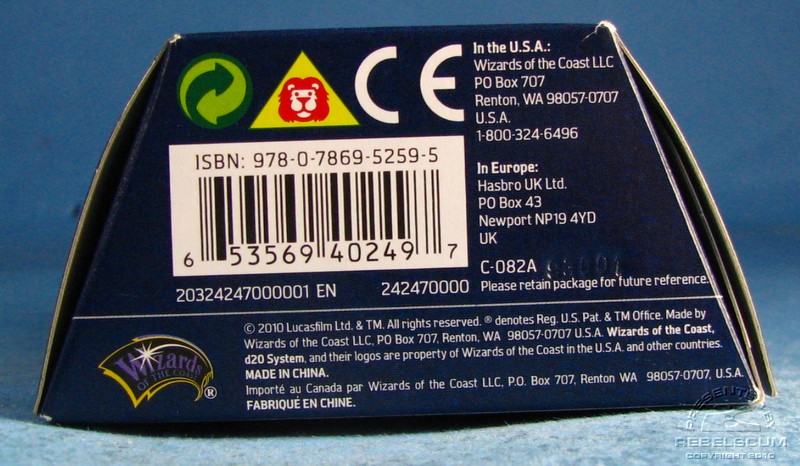 In the U.S.A.:
Wizards of the Coast LLC
PO Box 707
Renton, WA 98057-0707
U.S.A.
1-800-324-6496
CE
ISBN: 978-0-7869-5259-5
6 53569 40249 7
In Europe:
Hasbro UK Ltd.
PO Box 43
Newport NP19 4YD
UK
C-082A
Please retain package for future reference.
20324247000001 EN 242470000
© 2010 Lucasfilm Ltd. & TM. All rights reserved. ® denotes Reg. U.S. Pat. & TM Office. Made by
Wizards of the Coast LLC, PO Box 707, Renton, WA 98057-0707 U.S.A. Wizards of the Coast,
d20 System, and their logos are property of Wizards of the Coast in the U.S.A. and other countries.
MADE IN CHINA.
Importé au Canada par Wizards of the Coast LLC, P.O. Box 707, Renton WA 98057-0707, U.S.A.
FABRIQUÉ EN CHINE.
Wizards
OF THE COAST
®
REBELSCUM
COPYRIGHT 2010